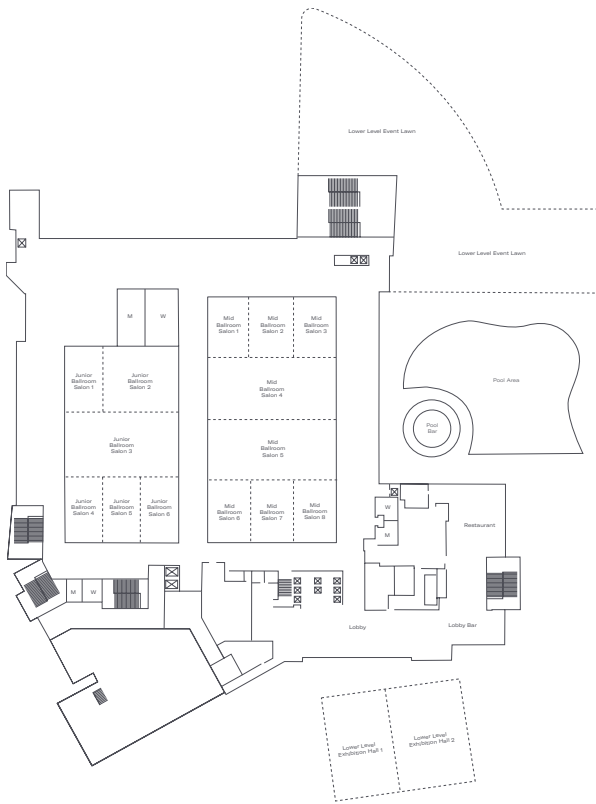 Lower Level Event Lawn
Lower Level Event Lawn
M
W
Mid
Ballroom
Salon 1
Mid
Ballroom
Salon 2
Mid
Ballroom
Salon 3
Junior
Ballroom
Salon 1
Junior
Ballroom
Salon 2
Mid
Ballroom
Salon 4
Pool Area
Pool
Bar
Junior
Ballroom
Salon 3
Mid
Ballroom
Salon 5
Junior
Ballroom
Salon 4
Junior
Ballroom
Salon 5
Junior
Ballroom
Salon 6
Mid
Ballroom
Salon 6
Mid
Ballroom
Salon 7
Mid
Ballroom
Salon 8
W
M
Restaurant
M
W
Lobby
Lobby Bar
Lower Level
Exhibition Hall 1
Lower Level
Exhibition Hall 2